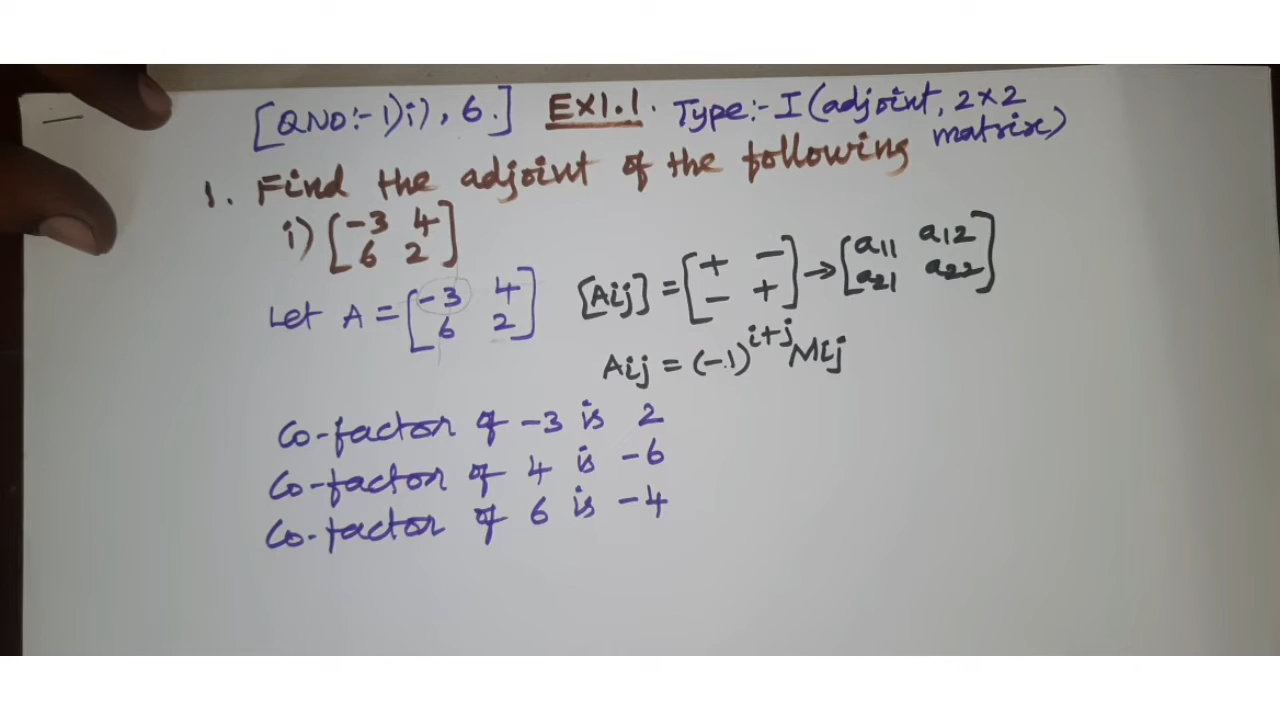 [QNO:-1)i), 6.] EX1.1. Type:- I (adjoint, 2×2 matrix)
1. Find the adjoint of the following
i) [-3 4
6 2]
Let A = [-3 4
6 2]
[Aij] = [+ -
- +] → [a11 a12
a21 a22]
Aij = (-1)^i+j Mij
Co-factor of -3 is 2
Co-factor of 4 is -6
Co-factor of 6 is -4